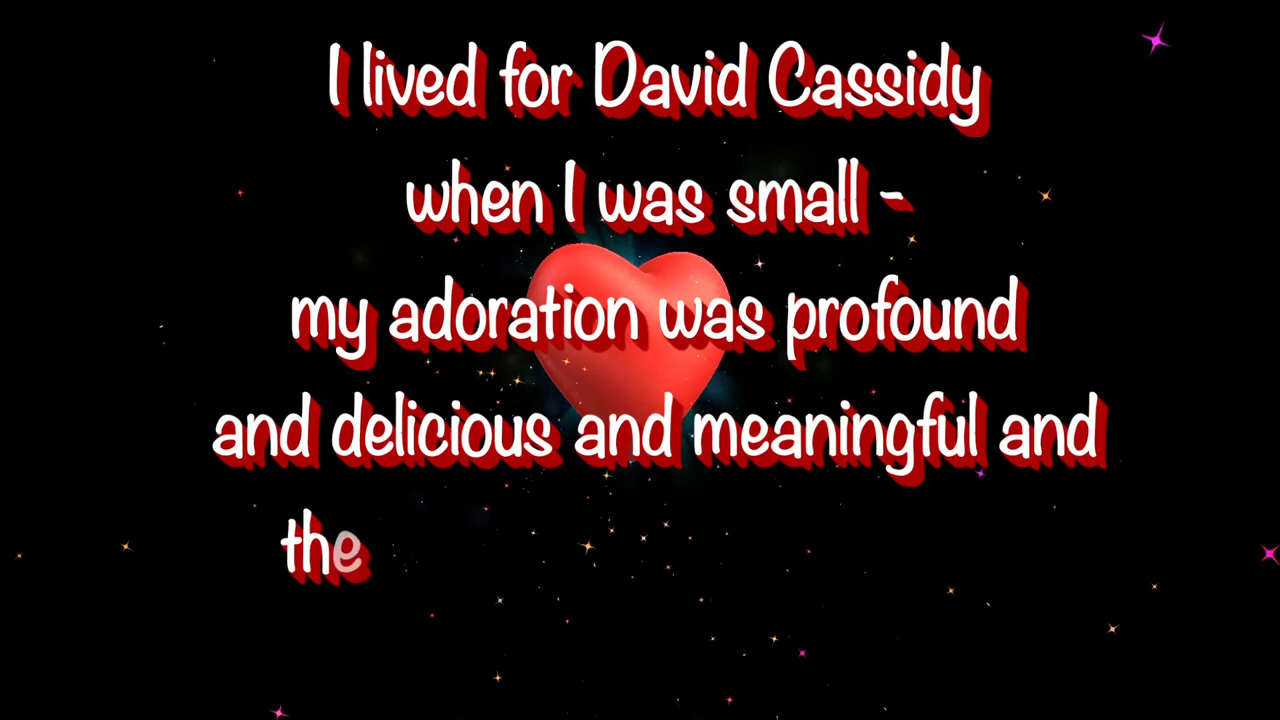 I lived for David Cassidy
when I was small -
my adoration was profound
and delicious and meaningful and
the